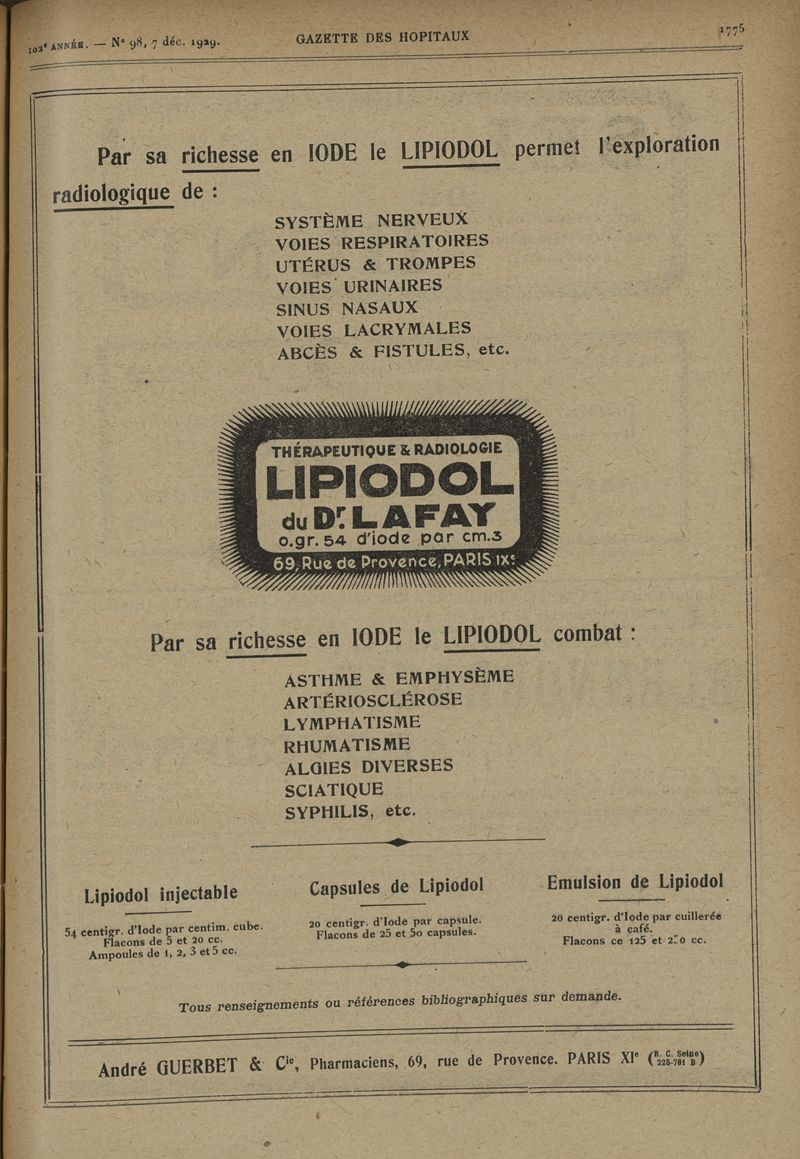 102e ANNÉE. — N° 98, 7 déc. 1929.
GAZETTE DES HOPITAUX
1775
Par sa richesse en IODE le LIPIODOL permet l'exploration
radiologique de :
SYSTÈME NERVEUX
VOIES RESPIRATOIRES
UTÉRUS & TROMPES
VOIES URINAIRES
SINUS NASAUX
VOIES LACRYMALES
ABCÈS & FISTULES, etc.
THÉRAPEUTIQUE & RADIOLOGIE
LIPIODOL
du Dr. LAFAY
0.gr. 54 d'iode par cm.3
69, Rue de Provence, PARIS IXe
Par sa richesse en IODE le LIPIODOL combat :
ASTHME & EMPHYSÈME
ARTÉRIOSCLÉROSE
LYMPHATISME
RHUMATISME
ALGIES DIVERSES
SCIATIQUE
SYPHILIS, etc.
Lipiodol injectable
54 centigr. d'Iode par centim. cube.
Flacons de 5 et 20 cc.
Ampoules de 1, 2, 3 et 5 cc.
Capsules de Lipiodol
20 centigr. d'Iode par capsule.
Flacons de 25 et 50 capsules.
Emulsion de Lipiodol
20 centigr. d'Iode par cuillerée
à café.
Flacons ce 125 et 250 cc.
Tous renseignements ou références bibliographiques sur demande.
André GUERBET & Cie, Pharmaciens, 69, rue de Provence. PARIS XIe (R. C. Seine 225-781 B)